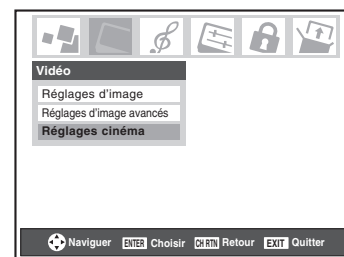 Vidéo
Réglages d'image
Réglages d'image avancés
Réglages cinéma
Naviguer ENTER Choisir CH RTN Retour EXIT Quitter